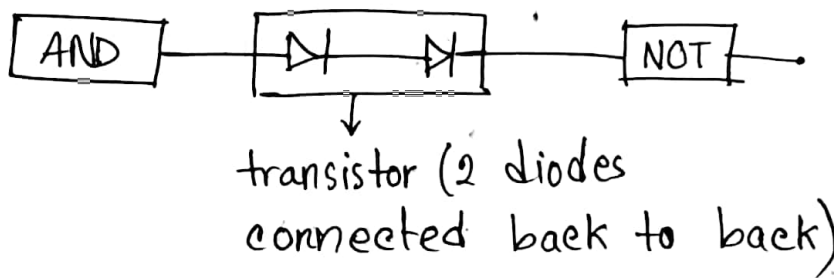 AND
NOT
transistor (2 diodes
connected back to back)